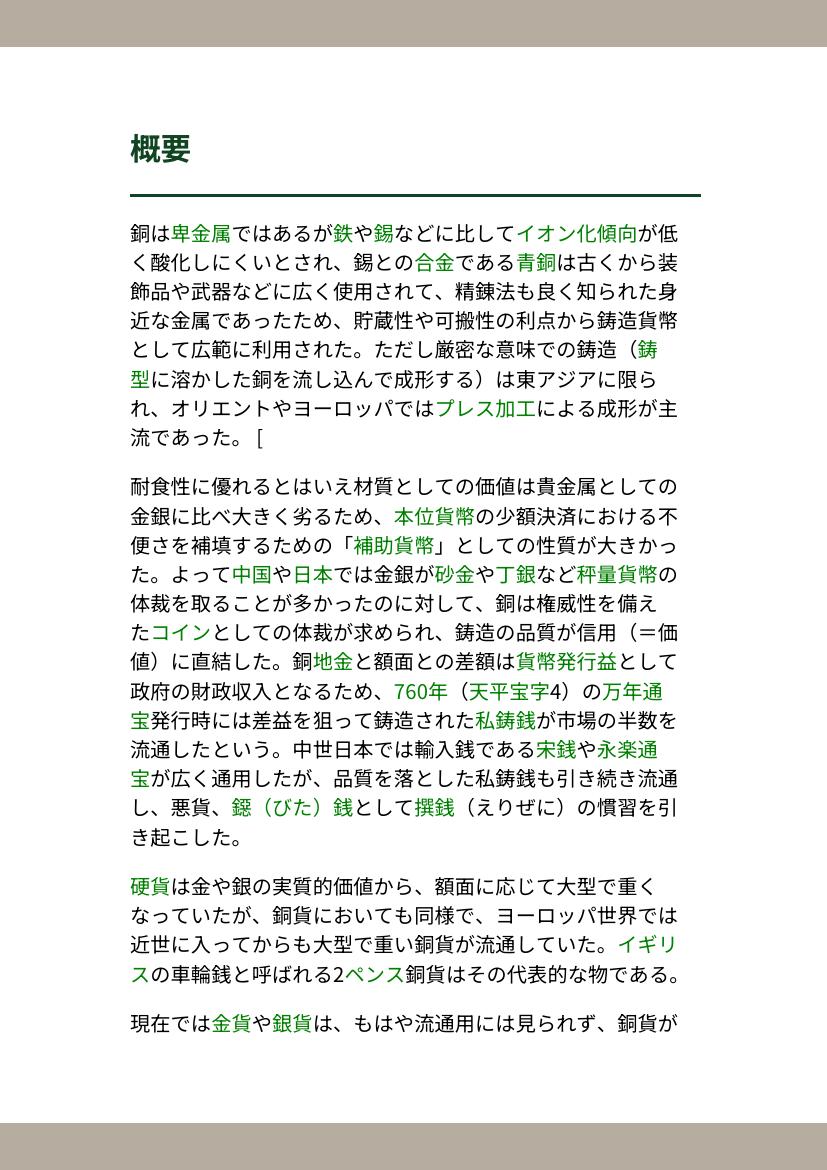 概要
銅は卑金属ではあるが鉄や錫などに比してイオン化傾向が低
く酸化しにくいとされ、錫との合金である青銅は古くから装
飾品や武器などに広く使用されて、精錬法も良く知られた身
近な金属であったため、貯蔵性や可搬性の利点から鋳造貨幣
として広範に利用された。ただし厳密な意味での鋳造（鋳
型に溶かした銅を流し込んで成形する）は東アジアに限ら
れ、オリエントやヨーロッパではプレス加工による成形が主
流であった。 [
耐食性に優れるとはいえ材質としての価値は貴金属としての
金銀に比べ大きく劣るため、本位貨幣の少額決済における不
便さを補填するための「補助貨幣」としての性質が大きかっ
た。よって中国や日本では金銀が砂金や丁銀など秤量貨幣の
体裁を取ることが多かったのに対して、銅は権威性を備え
たコインとしての体裁が求められ、鋳造の品質が信用（＝価
値）に直結した。銅地金と額面との差額は貨幣発行益として
政府の財政収入となるため、760年（天平宝字4）の万年通
宝発行時には差益を狙って鋳造された私鋳銭が市場の半数を
流通したという。中世日本では輸入銭である宋銭や永楽通
宝が広く通用したが、品質を落とした私鋳銭も引き続き流通
し、悪貨、鐚（びた）銭として撰銭（えりぜに）の慣習を引
き起こした。
硬貨は金や銀の実質的価値から、額面に応じて大型で重く
なっていたが、銅貨においても同様で、ヨーロッパ世界では
近世に入ってからも大型で重い銅貨が流通していた。イギリ
スの車輪銭と呼ばれる2ペンス銅貨はその代表的な物である。
現在では金貨や銀貨は、もはや流通用には見られず、銅貨が